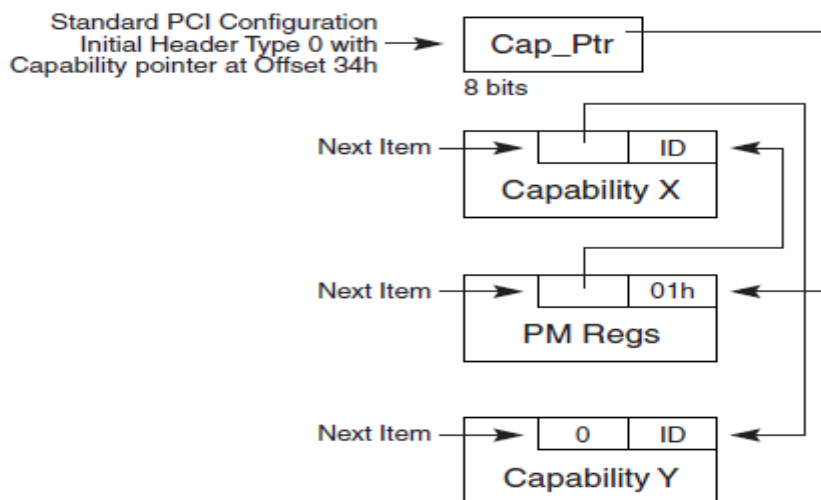 Standard PCI Configuration
Initial Header Type 0 with
Capability pointer at Offset 34h
Cap_Ptr
8 bits
Next Item
ID
Capability X
Next Item
01h
PM Regs
Next Item
0
ID
Capability Y